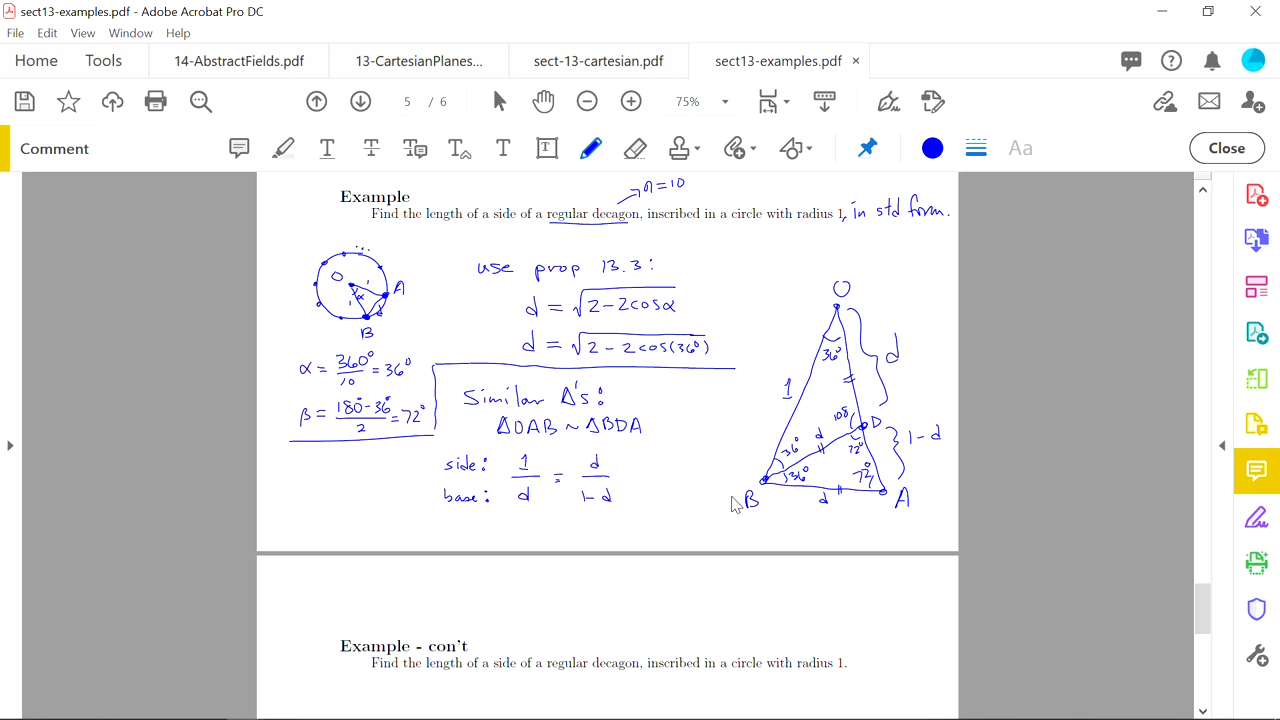 sect13-examples.pdf - Adobe Acrobat Pro DC
File Edit View Window Help
Home Tools 14-AbstractFields.pdf 13-CartesianPlanes... sect-13-cartesian.pdf sect13-examples.pdf ×
5 / 6 75%
Comment Aa Close
Example n=10
Find the length of a side of a regular decagon, inscribed in a circle with radius 1, in std form.
use prop 13.3:
d = √2-2cosα
d = √2-2cos(36°)
O 1 A
1 α d
B
α = 360°/10 = 36°
β = 180°-36°/2 = 72°
Similar Δ's:
ΔOAB ~ ΔBDA
side: 1/d = d/1-d
base:
O
36° d
1
108 D
36° d 72° 1-d
36° 72°
B d A
Example - con't
Find the length of a side of a regular decagon, inscribed in a circle with radius 1.